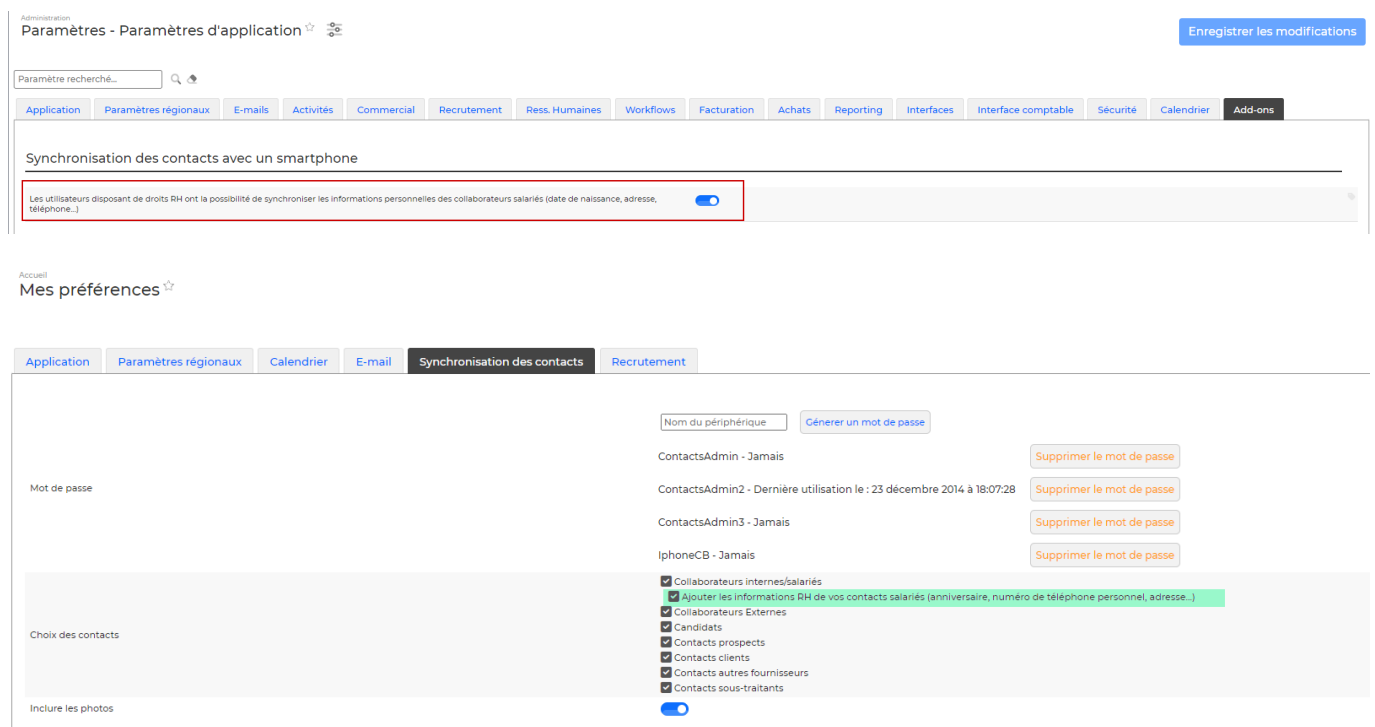 Administration
Paramètres - Paramètres d'application
Enregistrer les modifications
Paramètre recherché...
Application Paramètres régionaux E-mails Activités Commercial Recrutement Ress. Humaines Workflows Facturation Achats Reporting Interfaces Interface comptable Sécurité Calendrier Add-ons
Synchronisation des contacts avec un smartphone
Les utilisateurs disposant de droits RH ont la possibilité de synchroniser les informations personnelles des collaborateurs salariés (date de naissance, adresse,
téléphone...)
Accueil
Mes préférences
Application Paramètres régionaux Calendrier E-mail Synchronisation des contacts Recrutement
Nom du périphérique Génerer un mot de passe
ContactsAdmin - Jamais Supprimer le mot de passe
Mot de passe
ContactsAdmin2 - Dernière utilisation le : 23 décembre 2014 à 18:07:28 Supprimer le mot de passe
ContactsAdmin3 - Jamais Supprimer le mot de passe
IphoneCB - Jamais Supprimer le mot de passe
Choix des contacts
Collaborateurs internes/salariés
Ajouter les informations RH de vos contacts salariés (anniversaire, numéro de téléphone personnel, adresse...)
Collaborateurs Externes
Candidats
Contacts prospects
Contacts clients
Contacts autres fournisseurs
Contacts sous-traitants
Inclure les photos